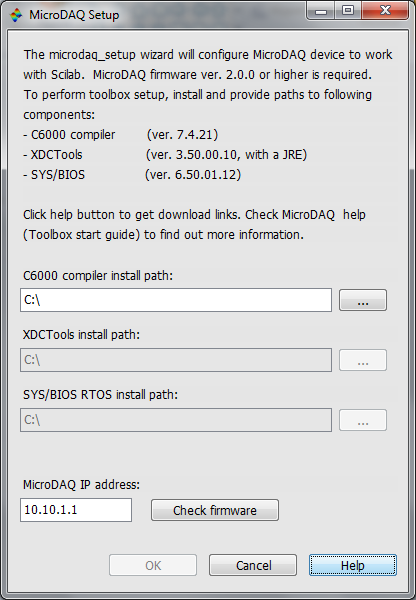 MicroDAQ Setup
The microdaq_setup wizard will configure MicroDAQ device to work
with Scilab. MicroDAQ firmware ver. 2.0.0 or higher is required.
To perform toolbox setup, install and provide paths to following
components:
- C6000 compiler (ver. 7.4.21)
- XDCTools (ver. 3.50.00.10, with a JRE)
- SYS/BIOS (ver. 6.50.01.12)
Click help button to get download links. Check MicroDAQ help
(Toolbox start guide) to find out more information.
C6000 compiler install path:
C:\ ...
XDCTools install path:
C:\ ...
SYS/BIOS RTOS install path:
C:\ ...
MicroDAQ IP address:
10.10.1.1 Check firmware
OK Cancel Help